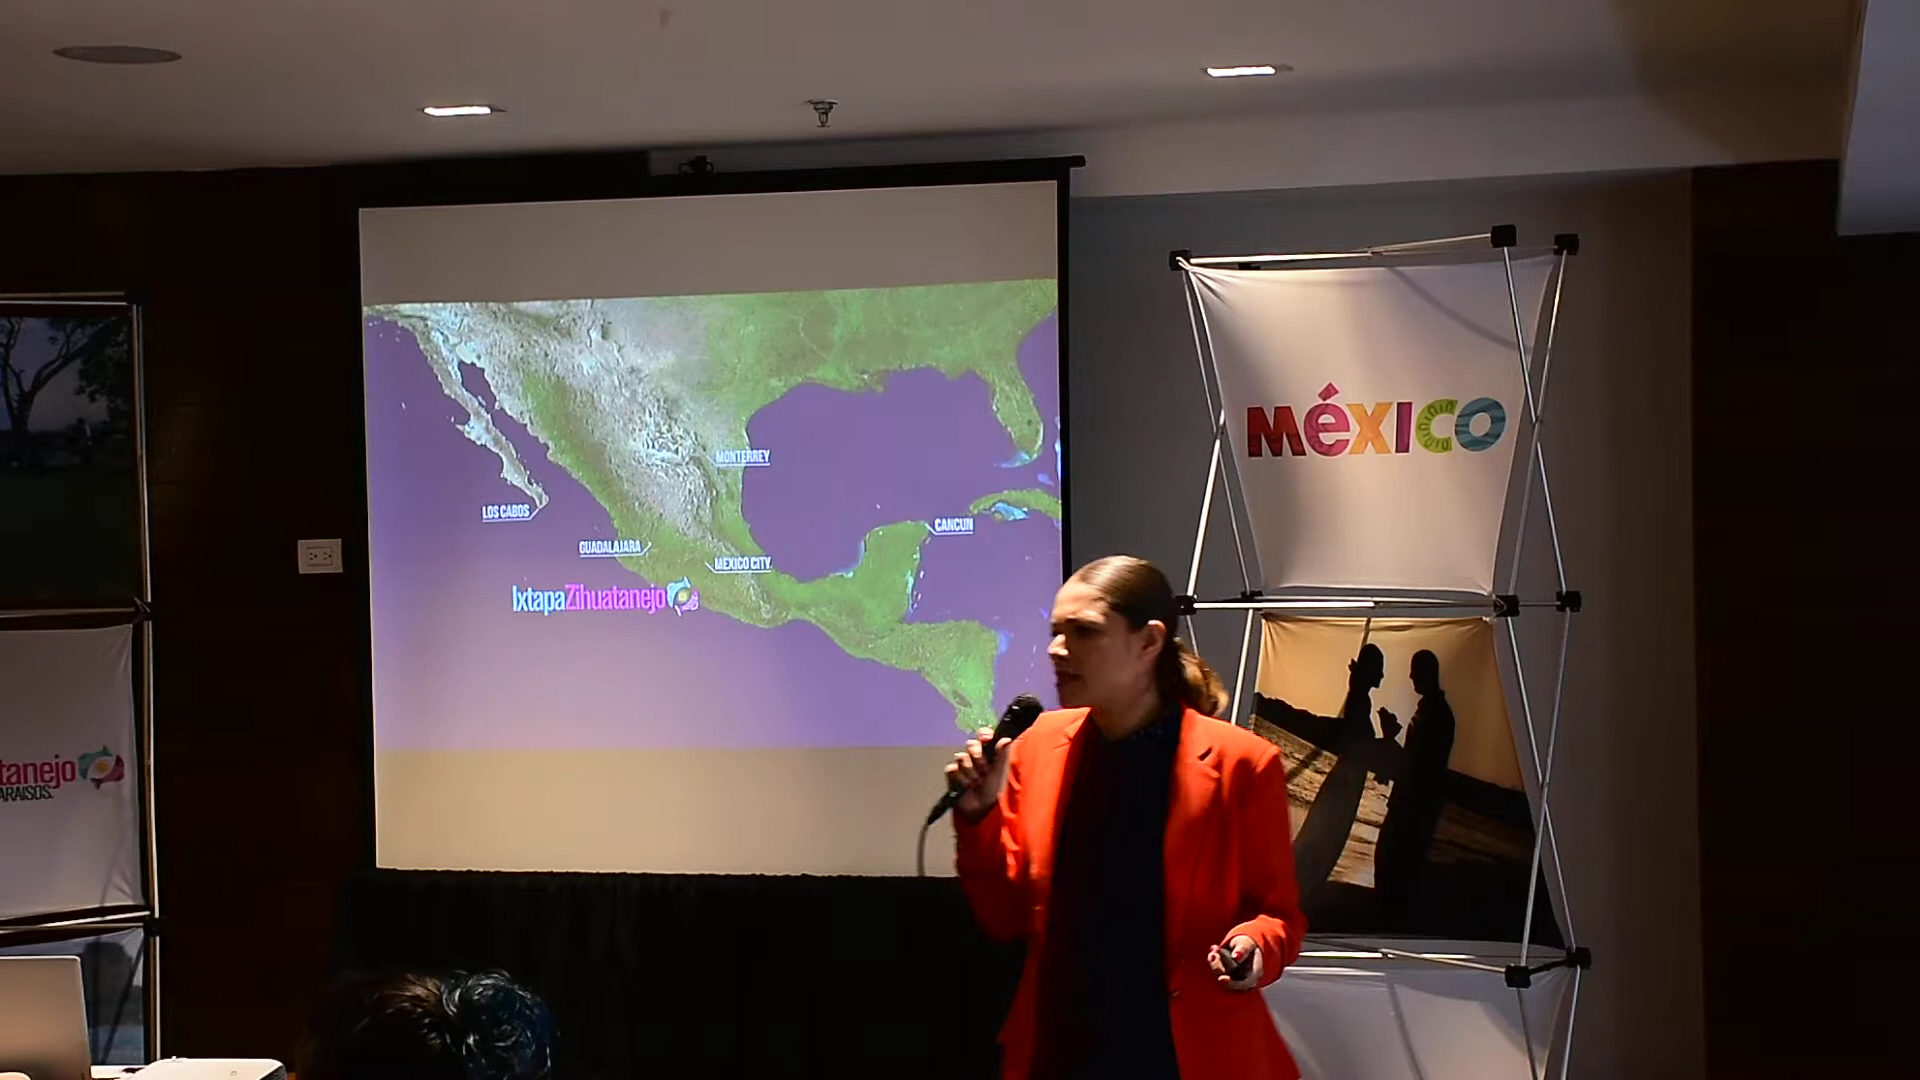 MONTERREY
LOS CABOS
CANCUN
GUADALAJARA
MEXICO CITY
IxtapaZihuatanejo
MéXICO
tanejo
ARAISOS.